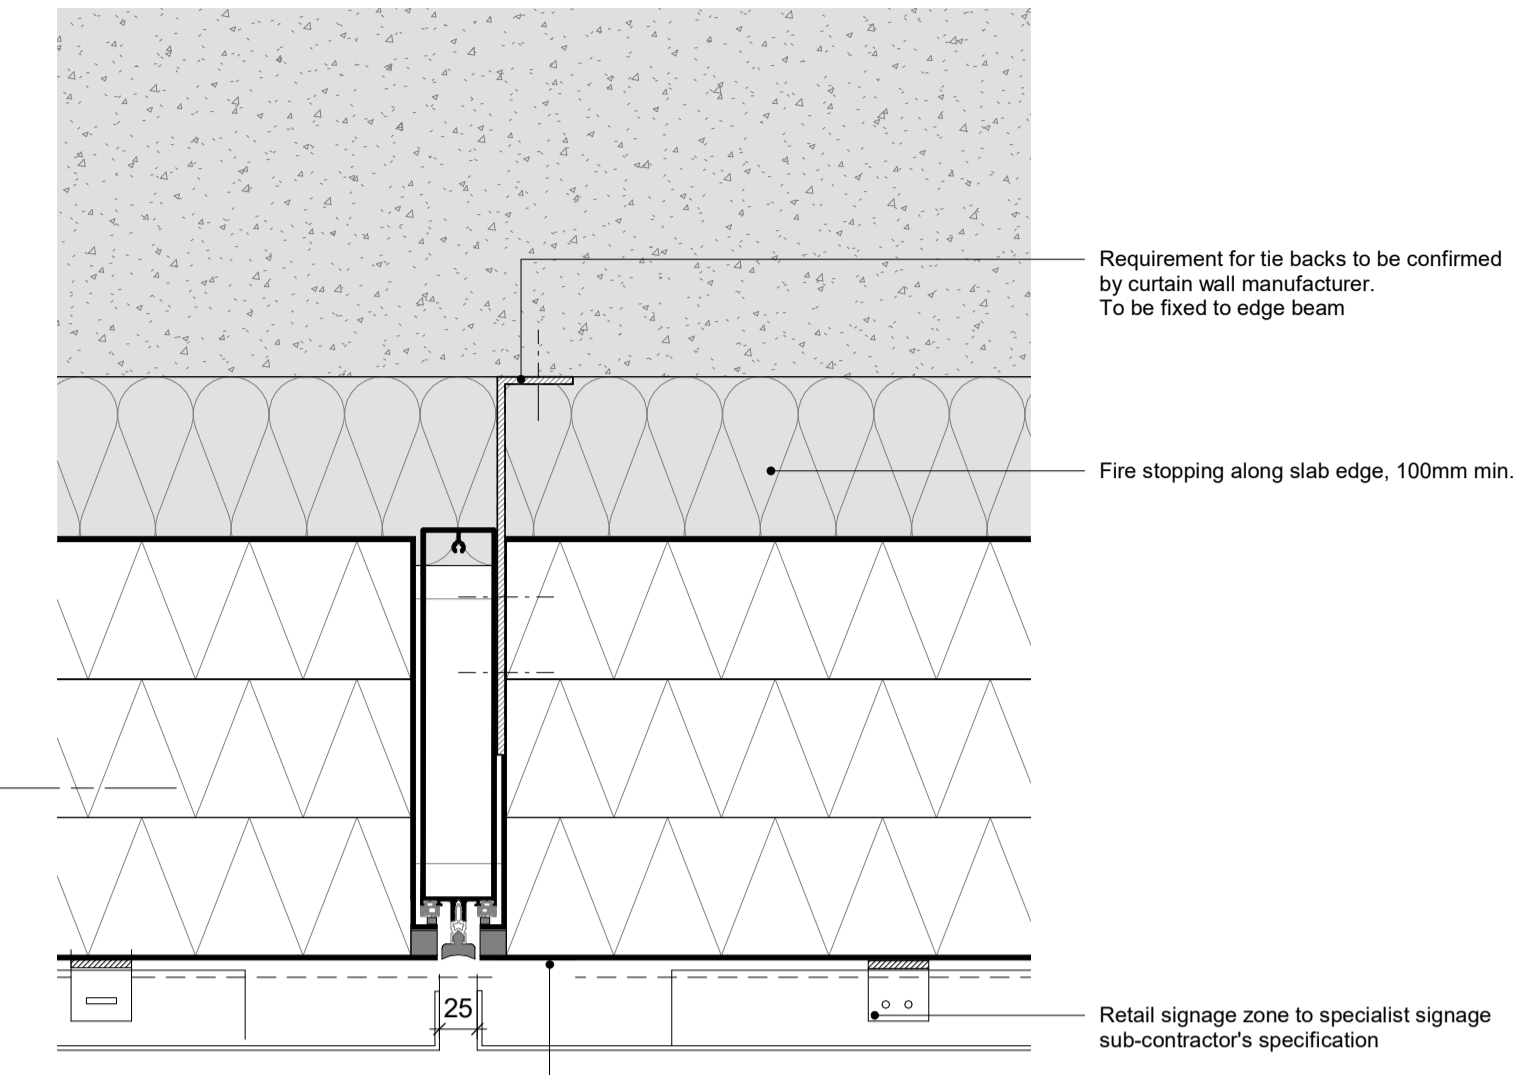 Requirement for tie backs to be confirmed
by curtain wall manufacturer.
To be fixed to edge beam
Fire stopping along slab edge, 100mm min.
25
Retail signage zone to specialist signage
sub-contractor's specification